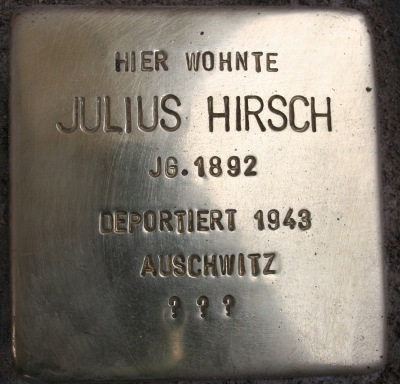 HIER WOHNTE
JULIUS HIRSCH
JG. 1892
DEPORTIERT 1943
AUSCHWITZ
? ? ?